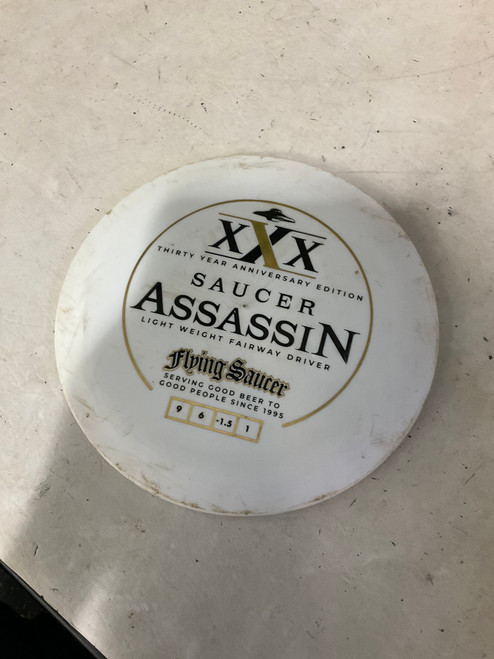 XXX
THIRTY YEAR ANNIVERSARY EDITION
SAUCER
ASSASSIN
LIGHT WEIGHT FAIRWAY DRIVER
Flying Saucer
SERVING GOOD BEER TO
GOOD PEOPLE SINCE 1995
9 6 -1.5 1